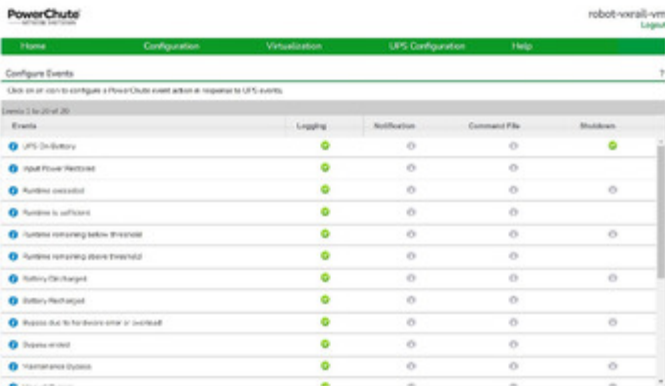 PowerChute
NETWORK SHUTDOWN
robot-vxrail-vm
Logout
Home Configuration Virtualization UPS Configuration Help
Configure Events ?
Click on an icon to configure a PowerChute event action in response to UPS events.
Events 1 to 20 of 20
Events Logging Notification Command File Shutdown
UPS On Battery
Input Power Restored
Runtime exceeded
Runtime is sufficient
Runtime remaining below threshold
Runtime remaining above threshold
Battery Discharged
Battery Recharged
Bypass due to hardware error or overload
Bypass ended
Maintenance Bypass